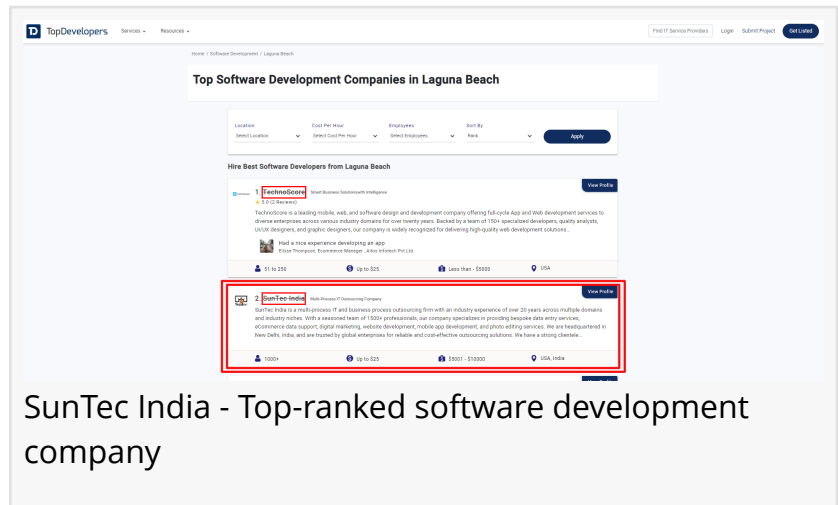 TopDevelopers Services Resources Find IT Service Providers Login Submit Project Get Listed
Home / Software Development / Laguna Beach
Top Software Development Companies in Laguna Beach
Location Cost Per Hour Employees Sort By
Select Location Select Cost Per Hour Select Employees Rank Apply
Hire Best Software Developers from Laguna Beach
View Profile
1. TechnoScore Smart Business Solutionswith Intelligence
5.0 (2 Reviews)
TechnoScore is a leading mobile, web, and software design and development company offering full-cycle App and Web development services to
diverse enterprises across various industry domains for over twenty years. Backed by a team of 150+ specialized developers, quality analysts,
UI/UX designers, and graphic designers, our company is widely recognized for delivering high-quality web development solutions...
Had a nice experience developing an app
Ellyse Thompson, Ecommerce Manager , Altos Infotech Pvt Ltd
51 to 250 Up to $25 Less than - $5000 USA
View Profile
2. SunTec India Multi-Process IT Outsourcing Company
SunTec India is a multi-process IT and business process outsourcing firm with an industry experience of over 20 years across multiple domains
and industry niches. With a seasoned team of 1500+ professionals, our company specializes in providing bespoke data entry services,
eCommerce data support, digital marketing, website development, mobile app development, and photo editing services. We are headquartered in
New Delhi, India, and are trusted by global enterprises for reliable and cost-effective outsourcing solutions. We have a strong clientele...
1000+ Up to $25 $5001 - $10000 USA, India
SunTec India - Top-ranked software development
company